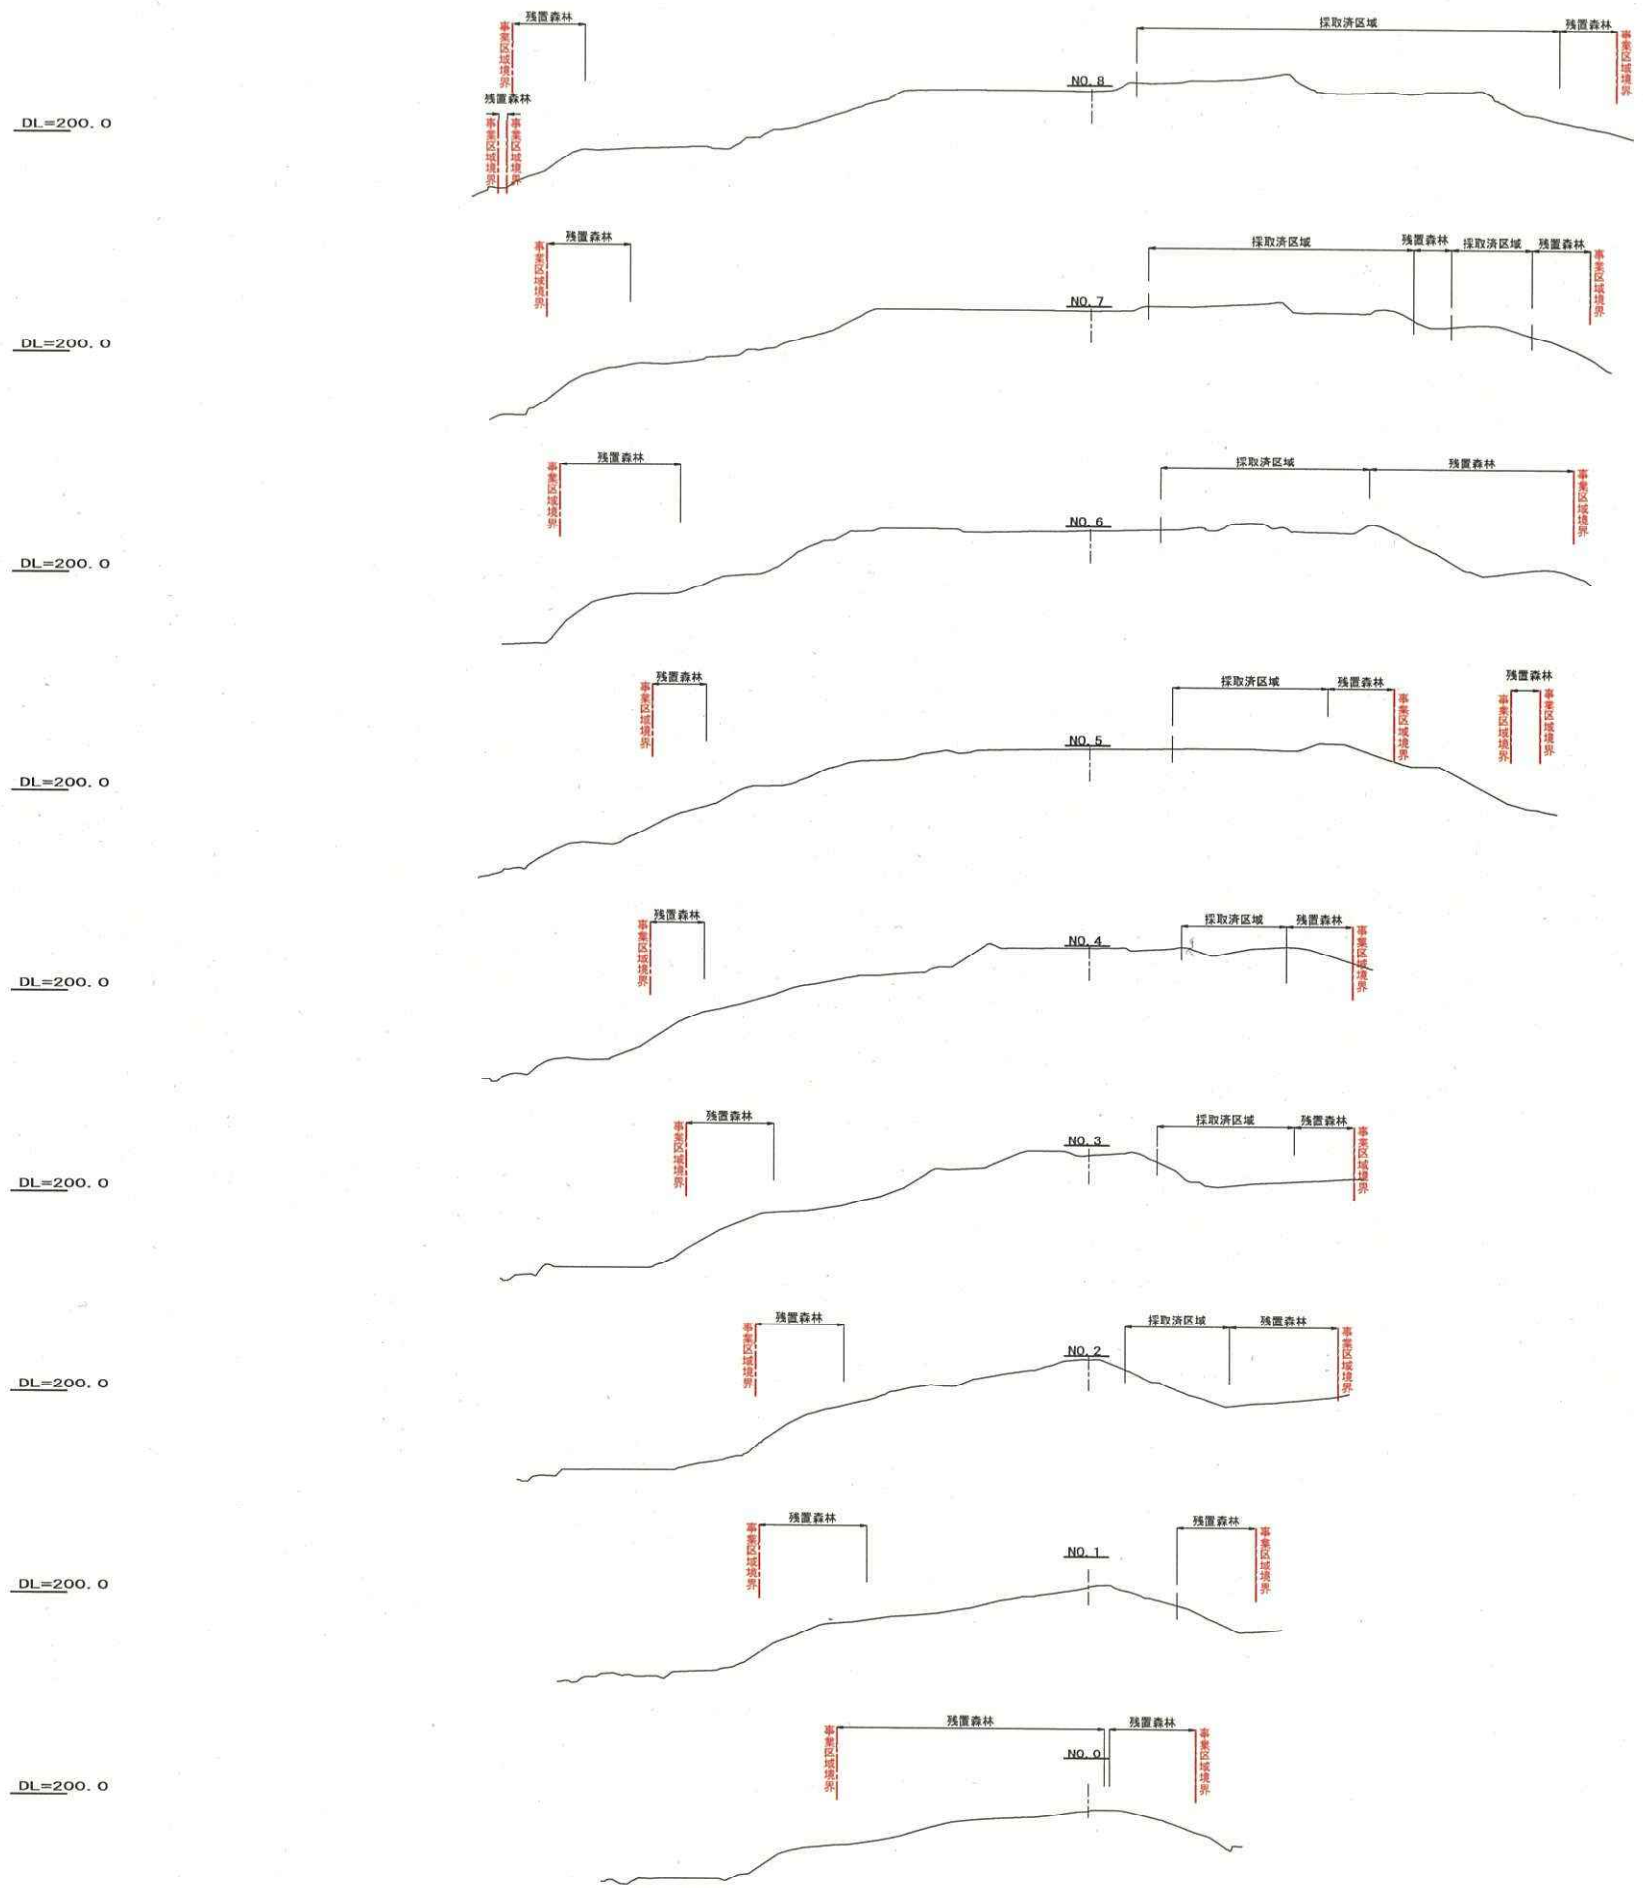 残置森林
採取済区域
残置森林
事業区域境界
事業区域境界
NO. 8
残置森林
DL=200. 0
事業区域境界
事業区域境界
残置森林
採取済区域
残置森林
採取済区域
残置森林
事業区域境界
事業区域境界
NO. 7
DL=200. 0
残置森林
採取済区域
残置森林
事業区域境界
事業区域境界
NO. 6
DL=200. 0
残置森林
採取済区域
残置森林
残置森林
事業区域境界
事業区域境界
事業区域境界
事業区域境界
NO. 5
DL=200. 0
残置森林
採取済区域
残置森林
事業区域境界
事業区域境界
NO. 4
DL=200. 0
残置森林
採取済区域
残置森林
事業区域境界
事業区域境界
NO. 3
DL=200. 0
残置森林
採取済区域
残置森林
事業区域境界
事業区域境界
NO. 2
DL=200. 0
残置森林
残置森林
事業区域境界
事業区域境界
NO. 1
DL=200. 0
残置森林
残置森林
事業区域境界
事業区域境界
NO. 0
DL=200. 0